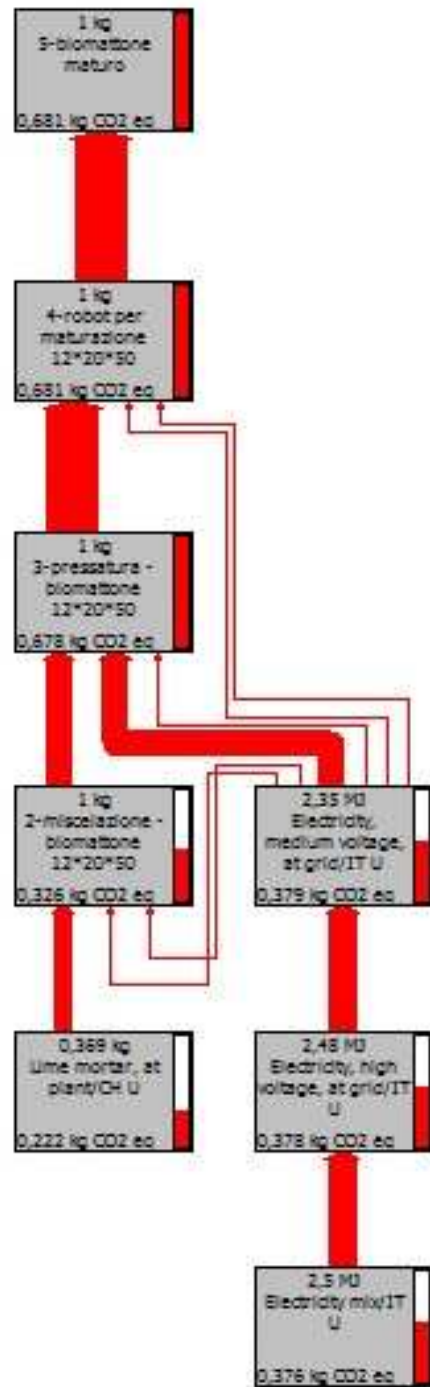 1 kg
5-biomattone
maturo
0,681 kg CO2 eq
1 kg
4-robot per
maturazione
12*20*50
0,681 kg CO2 eq
1 kg
3-pressatura -
biomattone
12*20*50
0,678 kg CO2 eq
1 kg
2-miscelazione -
biomattone
12*20*50
0,326 kg CO2 eq
2,35 MJ
Electricity,
medium voltage,
at grid/IT U
0,379 kg CO2 eq
0,369 kg
Lime mortar, at
plant/CH U
0,222 kg CO2 eq
2,48 MJ
Electricity, high
voltage, at grid/IT
U
0,378 kg CO2 eq
2,5 MJ
Electricity mix/IT
U
0,376 kg CO2 eq